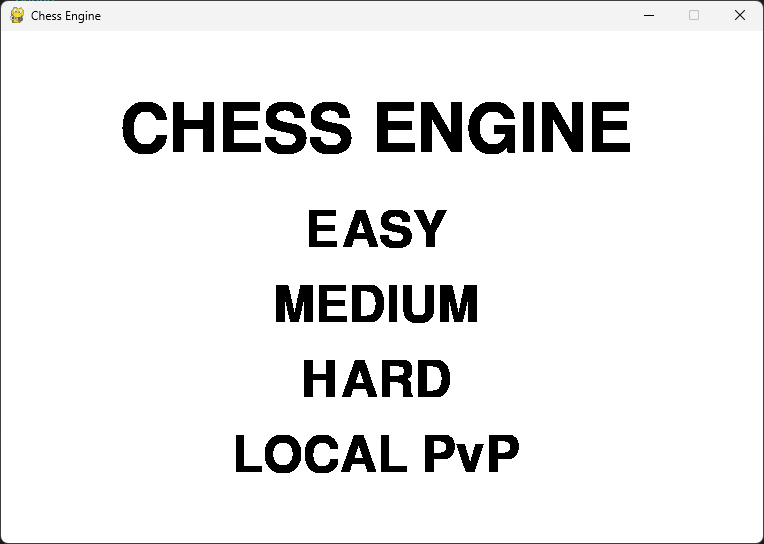 Chess Engine
CHESS ENGINE
EASY
MEDIUM
HARD
LOCAL PvP